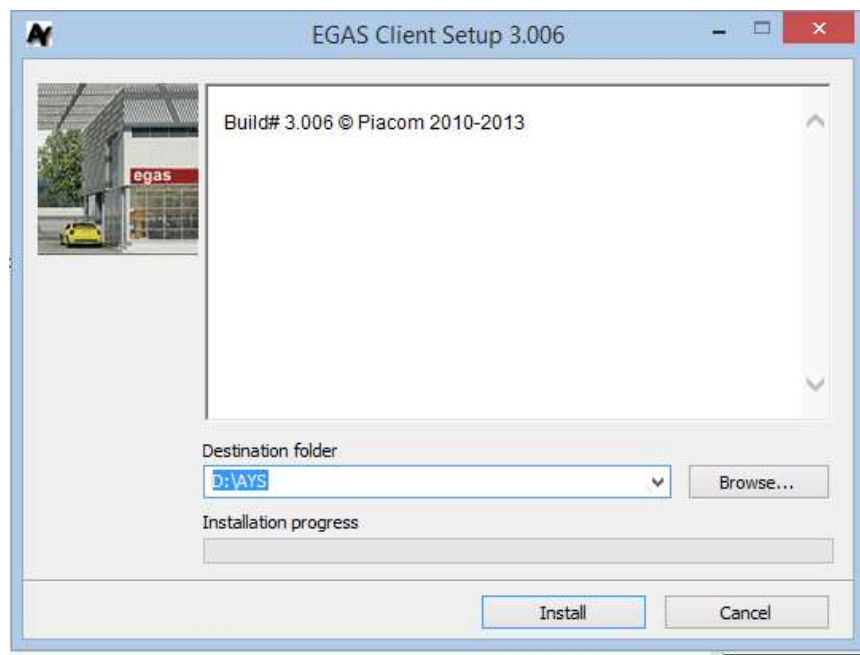 EGAS Client Setup 3.006
egas
Build# 3.006 © Piacom 2010-2013
Destination folder
D:\AYS
Browse...
Installation progress
Install
Cancel